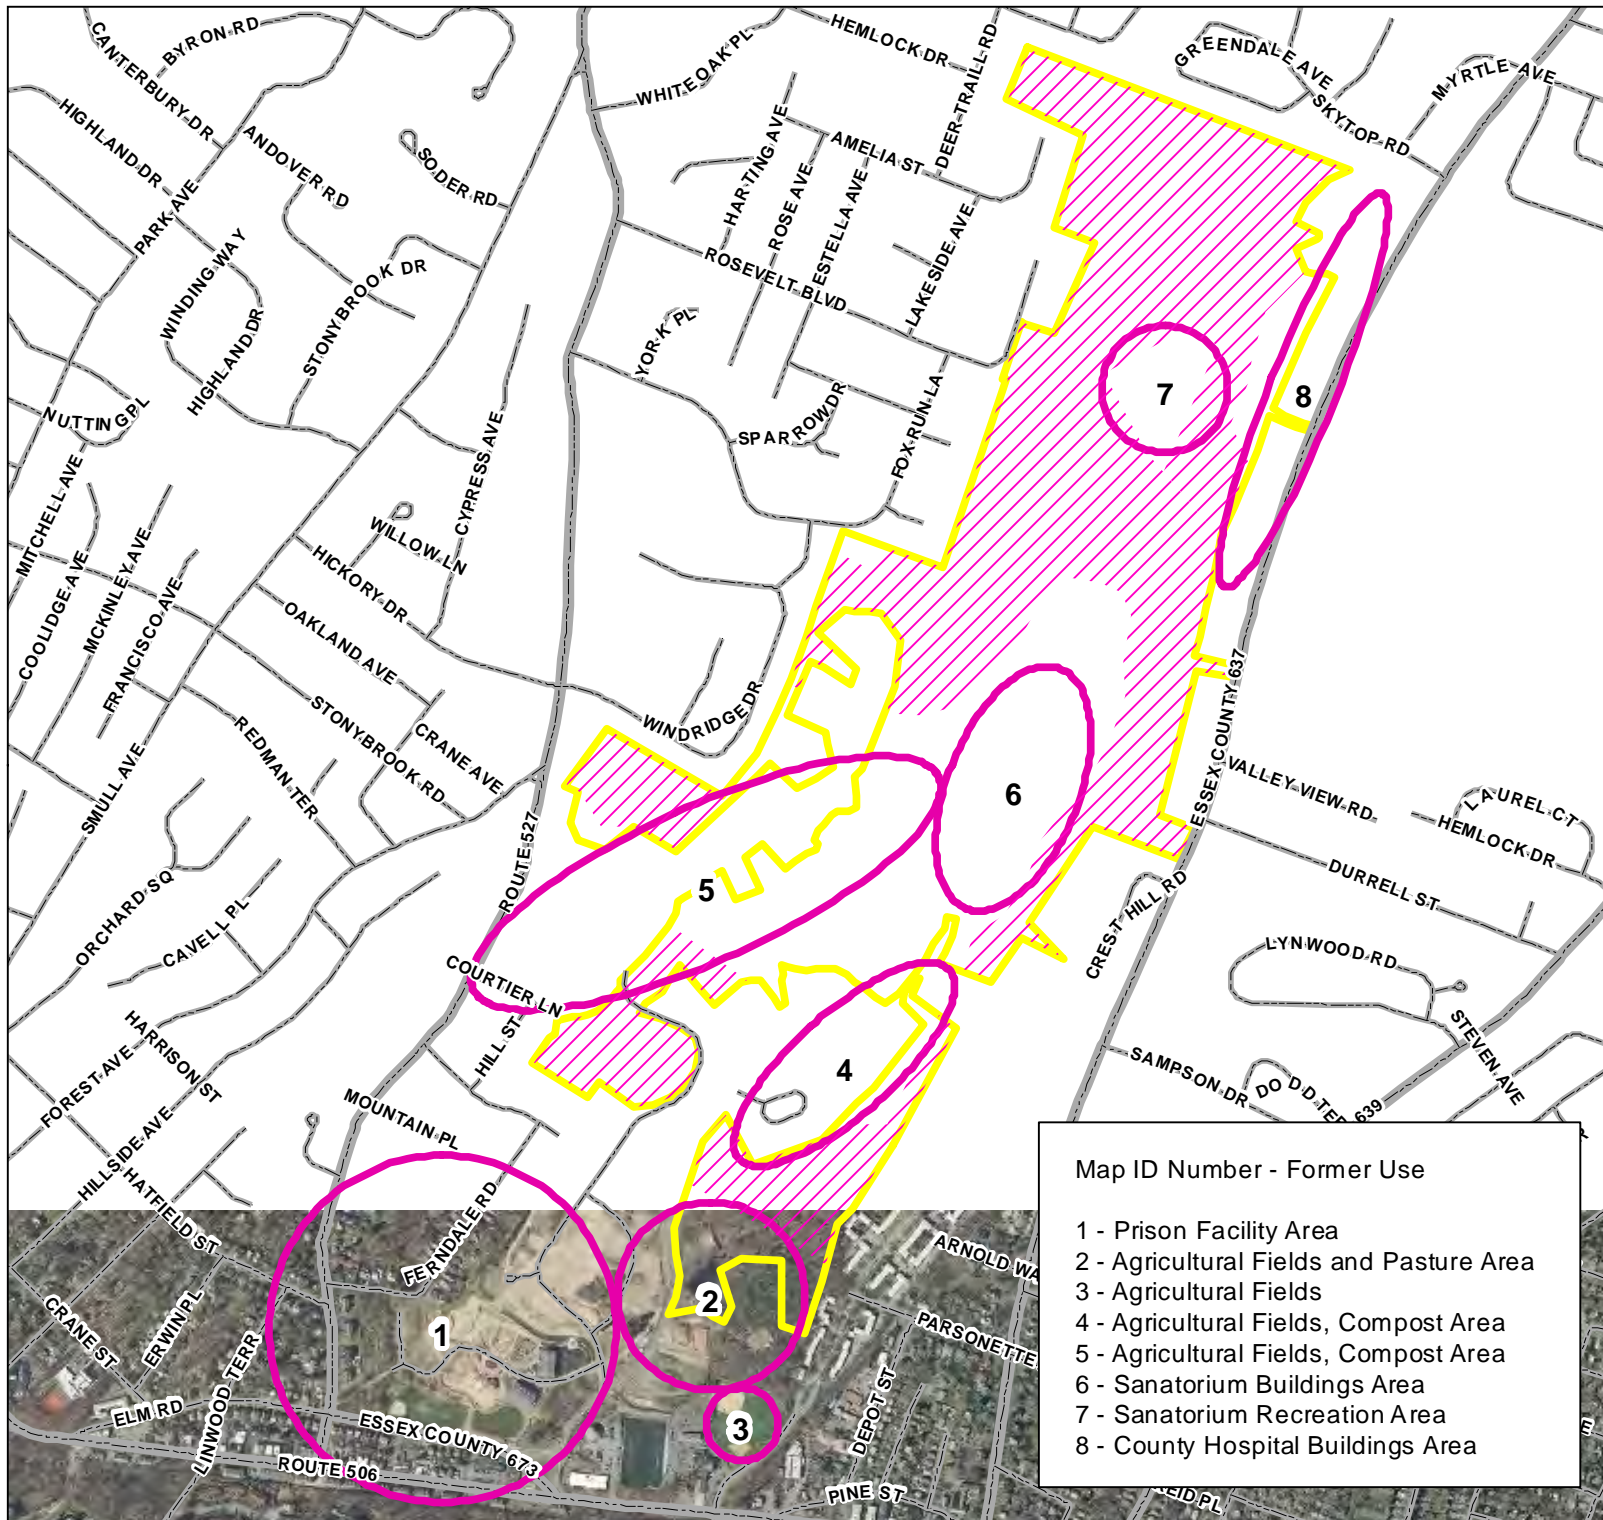 BYRON RD
CANTERBURY DR
HIGHLAND DR
ANDOVER RD
SODER RD
PARK AVE
WINDING WAY
HIGHLAND DR
STONYBROOK DR
NUTTING PL
MITCHELL AVE
COOLIDGE AVE
MCKINLEY AVE
FRANCISCO AVE
WHITE OAK PL
HEMLOCK DR
DEER TRAILL RD
GREENDALE AVE
SKYTOP RD
MYRTLE AVE
HARTING AVE
AMELIA ST
ROSE AVE
ESTELLA AVE
ROSEVELT BLVD
LAKESIDE AVE
YORK PL
SPARROW DR
FOX RUN LA
CYPRESS AVE
WILLOW LN
HICKORY DR
OAKLAND AVE
STONYBROOK RD
CRANE AVE
REDMAN TER
SMULL AVE
WINDRIDGE DR
ROUTE 527
ESSEX COUNTY 637
VALLEY VIEW RD
LAUREL CT
HEMLOCK DR
DURRELL ST
CREST HILL RD
LYNWOOD RD
STEVEN AVE
SAMPSON DR
DODD TER
639
ORCHARD SQ
CAVELL PL
COURTIER LN
HILL ST
HARRISON ST
FOREST AVE
MOUNTAIN PL
HILLSIDE AVE
HATFIELD ST
FERNDALE RD
CRANE ST
ERWIN PL
LINWOOD TERR
ELM RD
ESSEX COUNTY 673
ROUTE 506
ARNOLD WA
PARSONETTE
DEPOT ST
PINE ST
EID PL
E
7
8
6
5
4
2
1
3
Map ID Number - Former Use
1 - Prison Facility Area
2 - Agricultural Fields and Pasture Area
3 - Agricultural Fields
4 - Agricultural Fields, Compost Area
5 - Agricultural Fields, Compost Area
6 - Sanatorium Buildings Area
7 - Sanatorium Recreation Area
8 - County Hospital Buildings Area